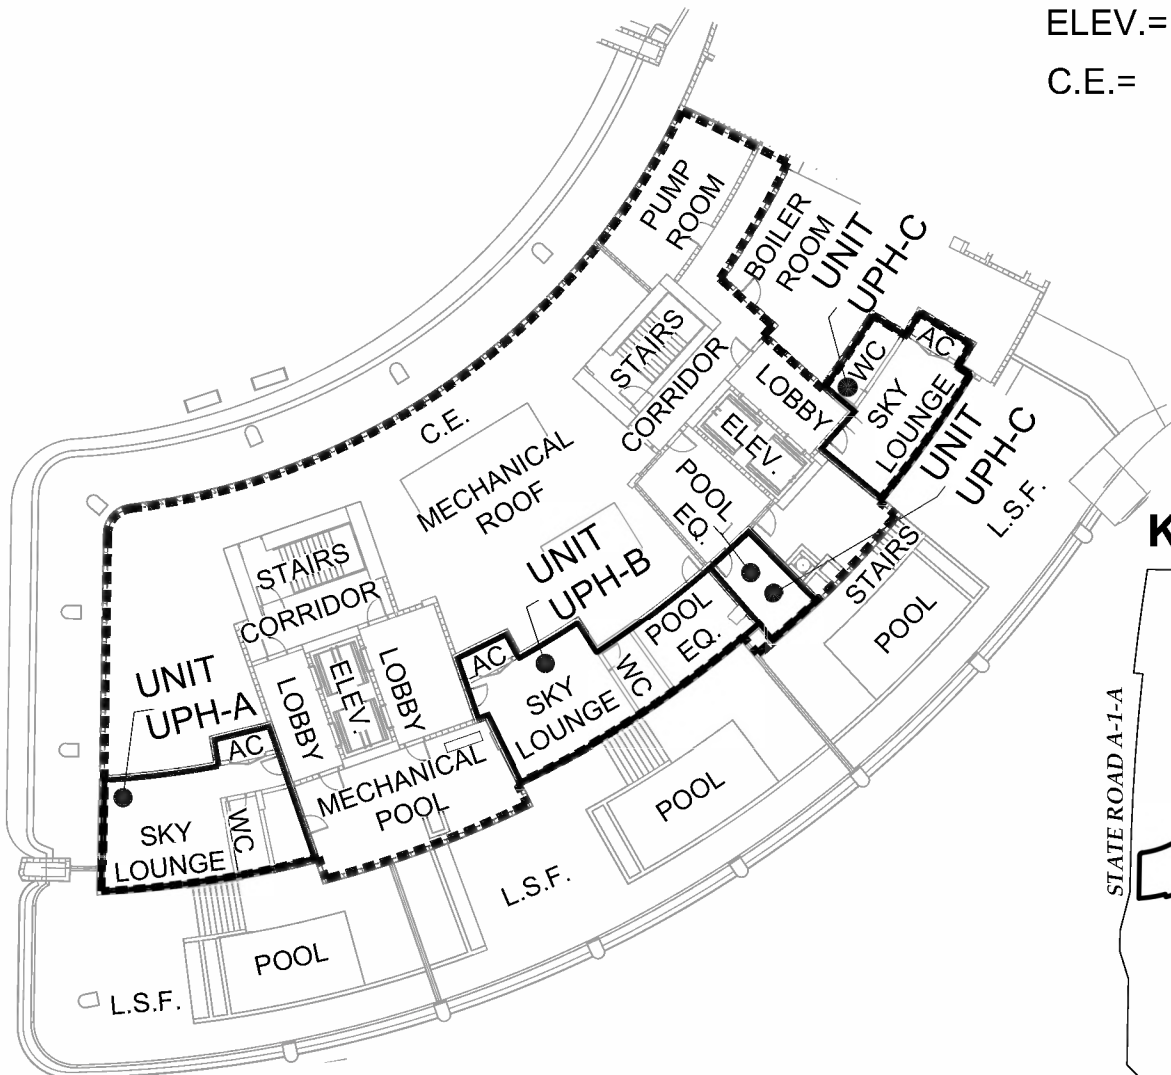 ELEV.=
C.E.=
PUMP
ROOM
BOILER
ROOM
UNIT
UPH-C
STAIRS
CORRIDOR
LOBBY
ELEV.
WC
AC
SKY
LOUNGE
UNIT
UPH-C
L.S.F.
C.E.
MECHANICAL
ROOF
POOL
EQ.
STAIRS
POOL
K
STAIRS
CORRIDOR
UNIT
UPH-B
AC
SKY
LOUNGE
WC
POOL
EQ.
UNIT
UPH-A
LOBBY
ELEV.
LOBBY
AC
SKY
LOUNGE
WC
MECHANICAL
POOL
POOL
L.S.F.
POOL
L.S.F.
STATE ROAD A-1-A